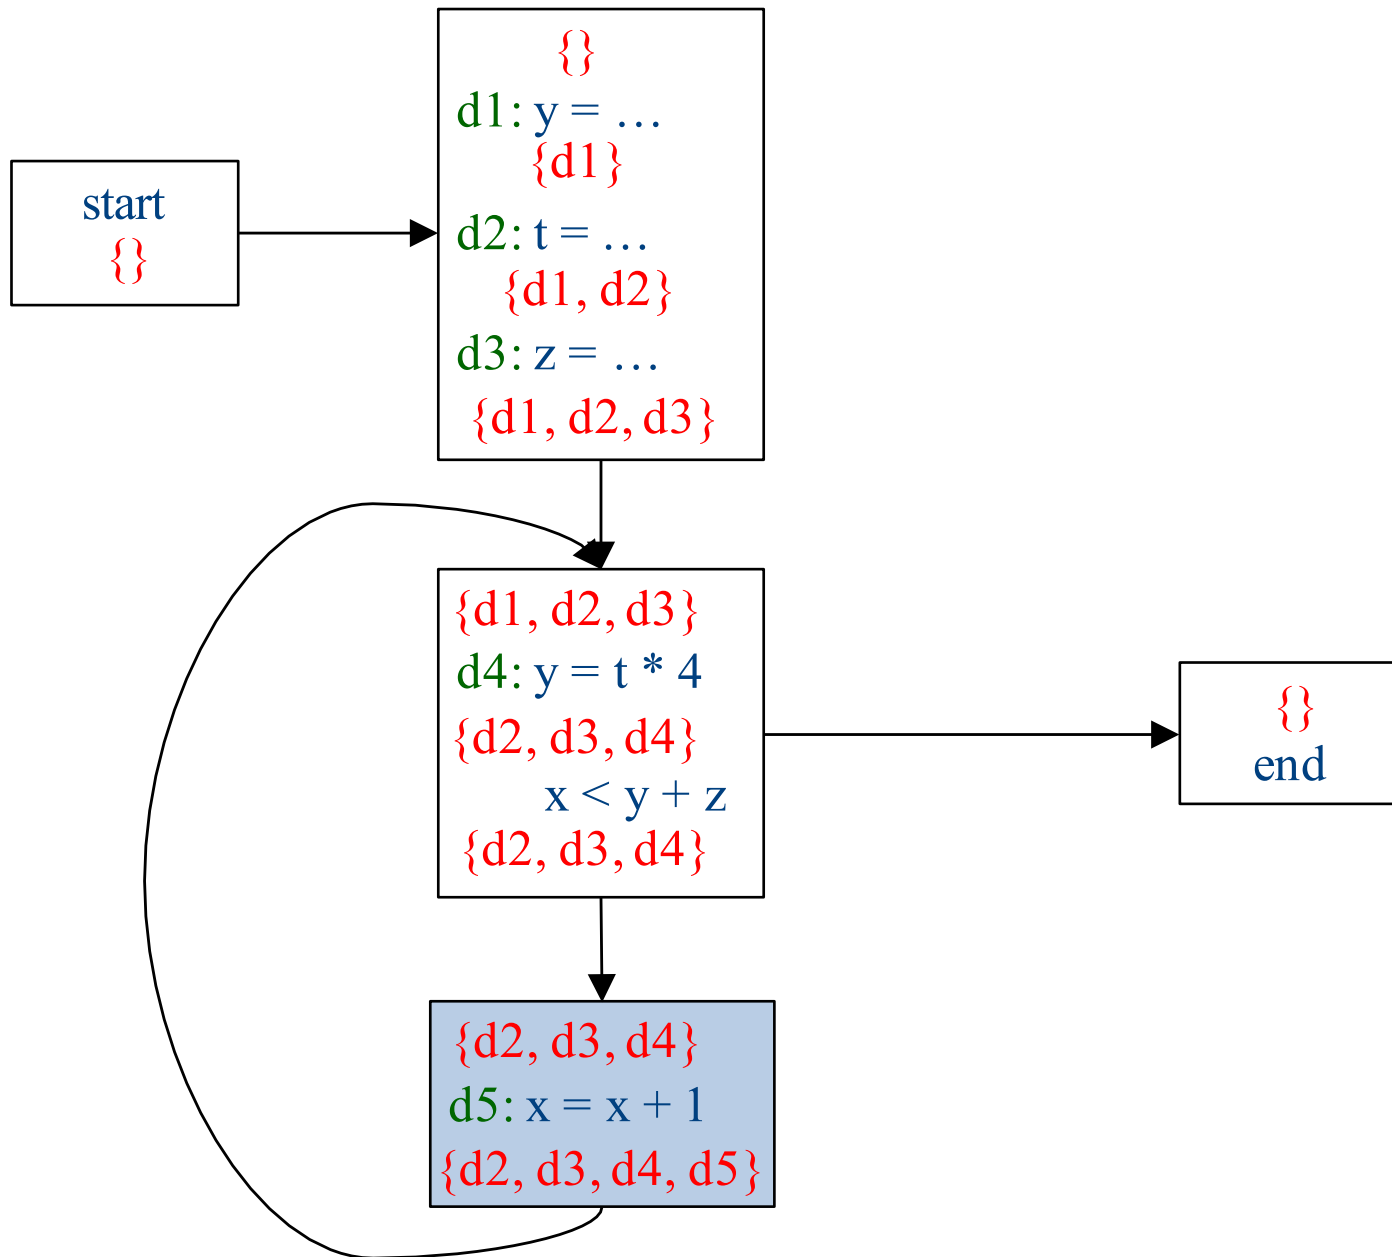 start
{}
{}
d1: y = …
{d1}
d2: t = …
{d1, d2}
d3: z = …
{d1, d2, d3}
{d1, d2, d3}
d4: y = t * 4
{d2, d3, d4}
x < y + z
{d2, d3, d4}
{}
end
{d2, d3, d4}
d5: x = x + 1
{d2, d3, d4, d5}